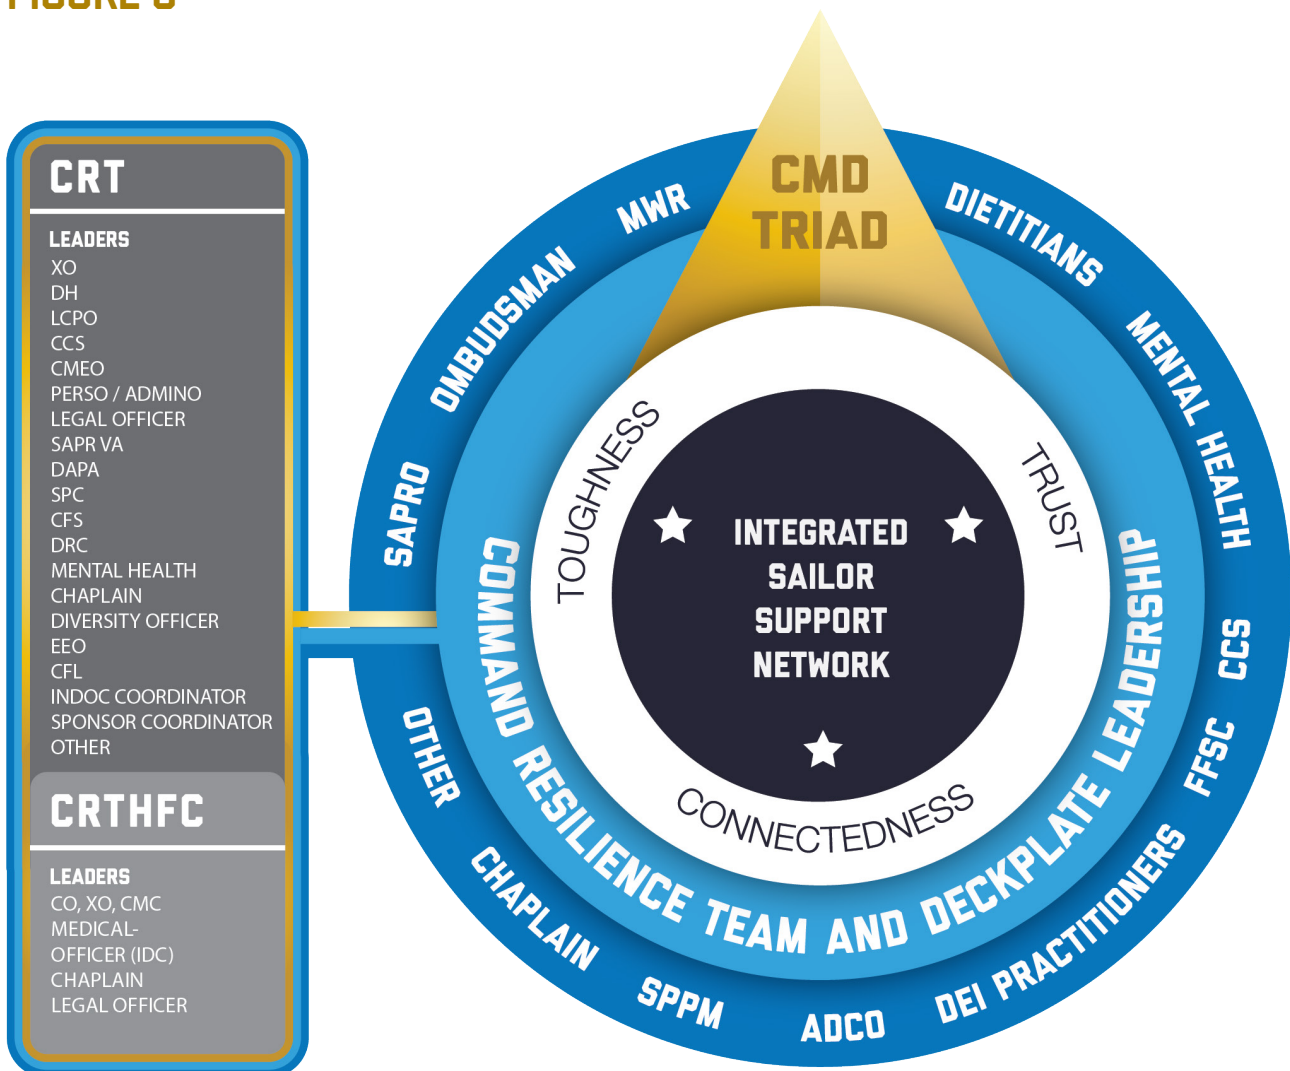 CRT
LEADERS
XO
DH
LCPO
CCS
CMEO
PERSO / ADMINO
LEGAL OFFICER
SAPR VA
DAPA
SPC
CFS
DRC
MENTAL HEALTH
CHAPLAIN
DIVERSITY OFFICER
EEO
CFL
INDOC COORDINATOR
SPONSOR COORDINATOR
OTHER
CRTHFC
LEADERS
CO, XO, CMC
MEDICAL-
OFFICER (IDC)
CHAPLAIN
LEGAL OFFICER
CMD
TRIAD
DIETITIANS
MENTAL HEALTH
CCS
FFSC
DEI PRACTITIONERS
ADCO
SPPM
CHAPLAIN
OTHER
SAPRO
OMBUDSMAN
MWR
COMMAND RESILIENCE TEAM AND DECKPLATE LEADERSHIP
TOUGHNESS
TRUST
CONNECTEDNESS
INTEGRATED
SAILOR
SUPPORT
NETWORK